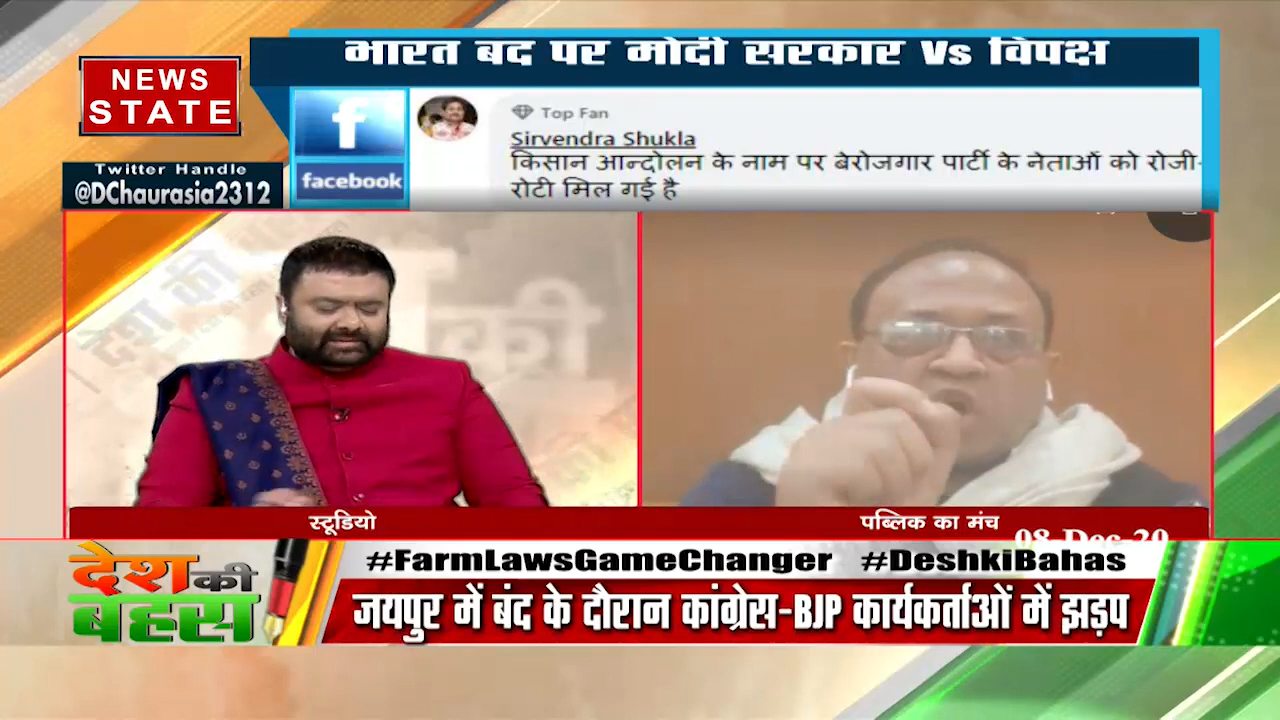 भारत बंद पर मोदी सरकार Vs विपक्ष
NEWS
STATE
Top Fan
Sirvendra Shukla
किसान आन्दोलन के नाम पर बेरोजगार पार्टी के नेताओं को रोजी-
रोटी मिल गई है
facebook
Twitter Handle
@DChaurasia2312
देश की
की
स्टूडियो
पब्लिक का मंच
08-Dec-20
#FarmLawsGameChanger #DeshkiBahas
देश की
बहस
जयपुर में बंद के दौरान कांग्रेस-BJP कार्यकर्ताओं में झड़प